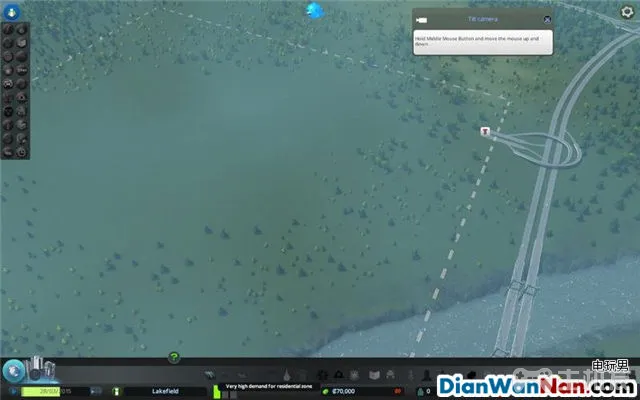 Tilt camera
Hold Middle Mouse Button and move the mouse up and
down.
Very high demand for residential zone
Lakefield
₡70,000
0
电玩男
DianWanNan.com